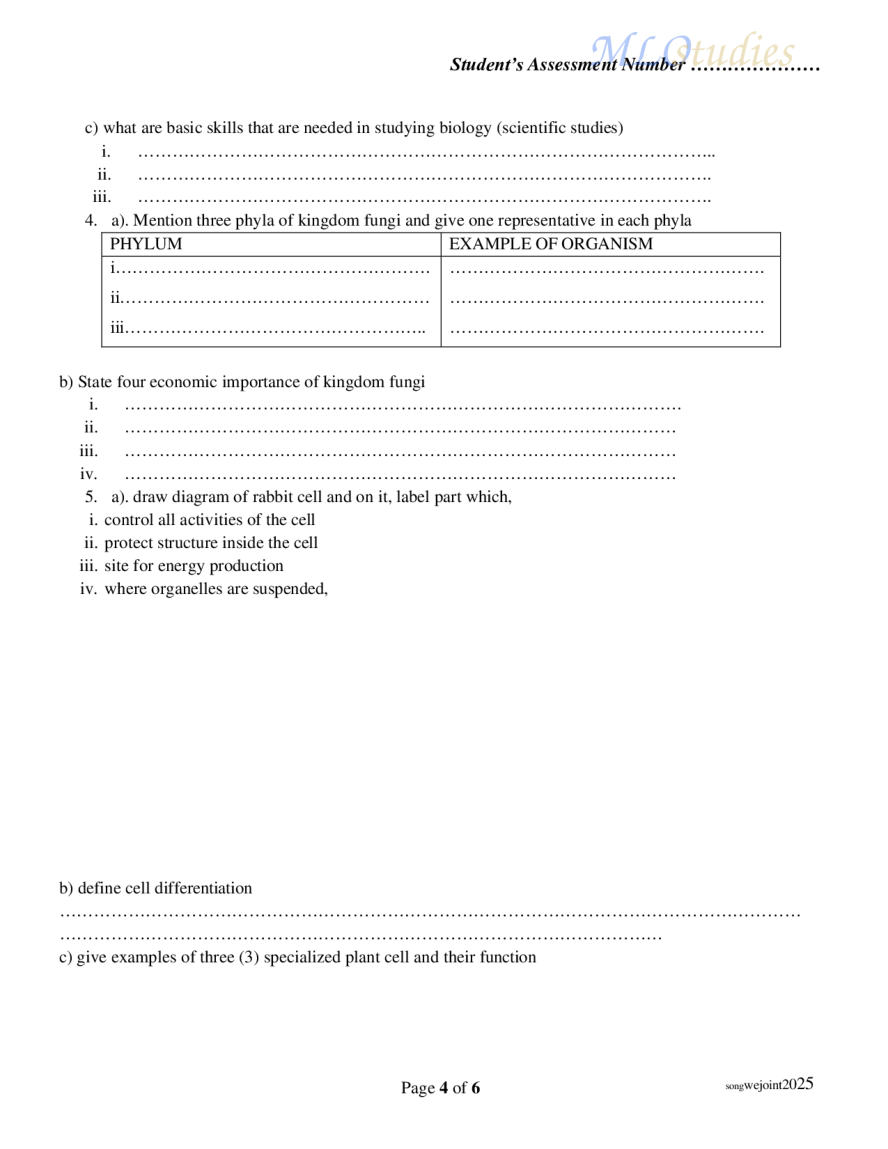 MLOstudies
Student's Assessment Number …………………
c) what are basic skills that are needed in studying biology (scientific studies)
i. ………………………………………………………………………………………...
ii. ……………………………………………………………………………………….
iii. ……………………………………………………………………………………….
4. a). Mention three phyla of kingdom fungi and give one representative in each phyla
PHYLUM EXAMPLE OF ORGANISM
i……………………………………………… ………………………………………………
ii……………………………………………… ………………………………………………
iii…………………………………………….. ………………………………………………
b) State four economic importance of kingdom fungi
i. ……………………………………………………………………………………
ii. ……………………………………………………………………………………
iii. ……………………………………………………………………………………
iv. ……………………………………………………………………………………
5. a). draw diagram of rabbit cell and on it, label part which,
i. control all activities of the cell
ii. protect structure inside the cell
iii. site for energy production
iv. where organelles are suspended,
b) define cell differentiation
…………………………………………………………………………………………………………………
……………………………………………………………………………………………
c) give examples of three (3) specialized plant cell and their function
Page 4 of 6
songwejoint2025